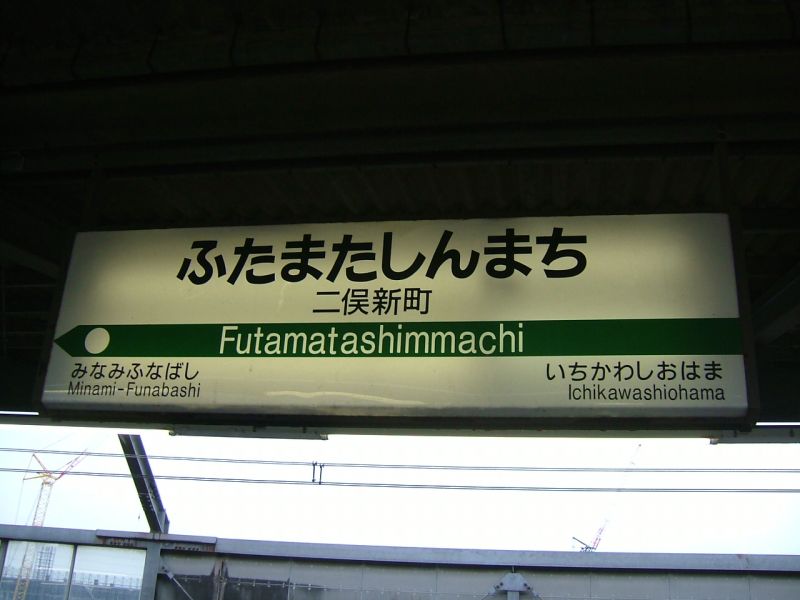 ふたまたしんまち
二俣新町
Futamatashimmachi
みなみふなばし
Minami-Funabashi
いちかわしおはま
Ichikawashiohama